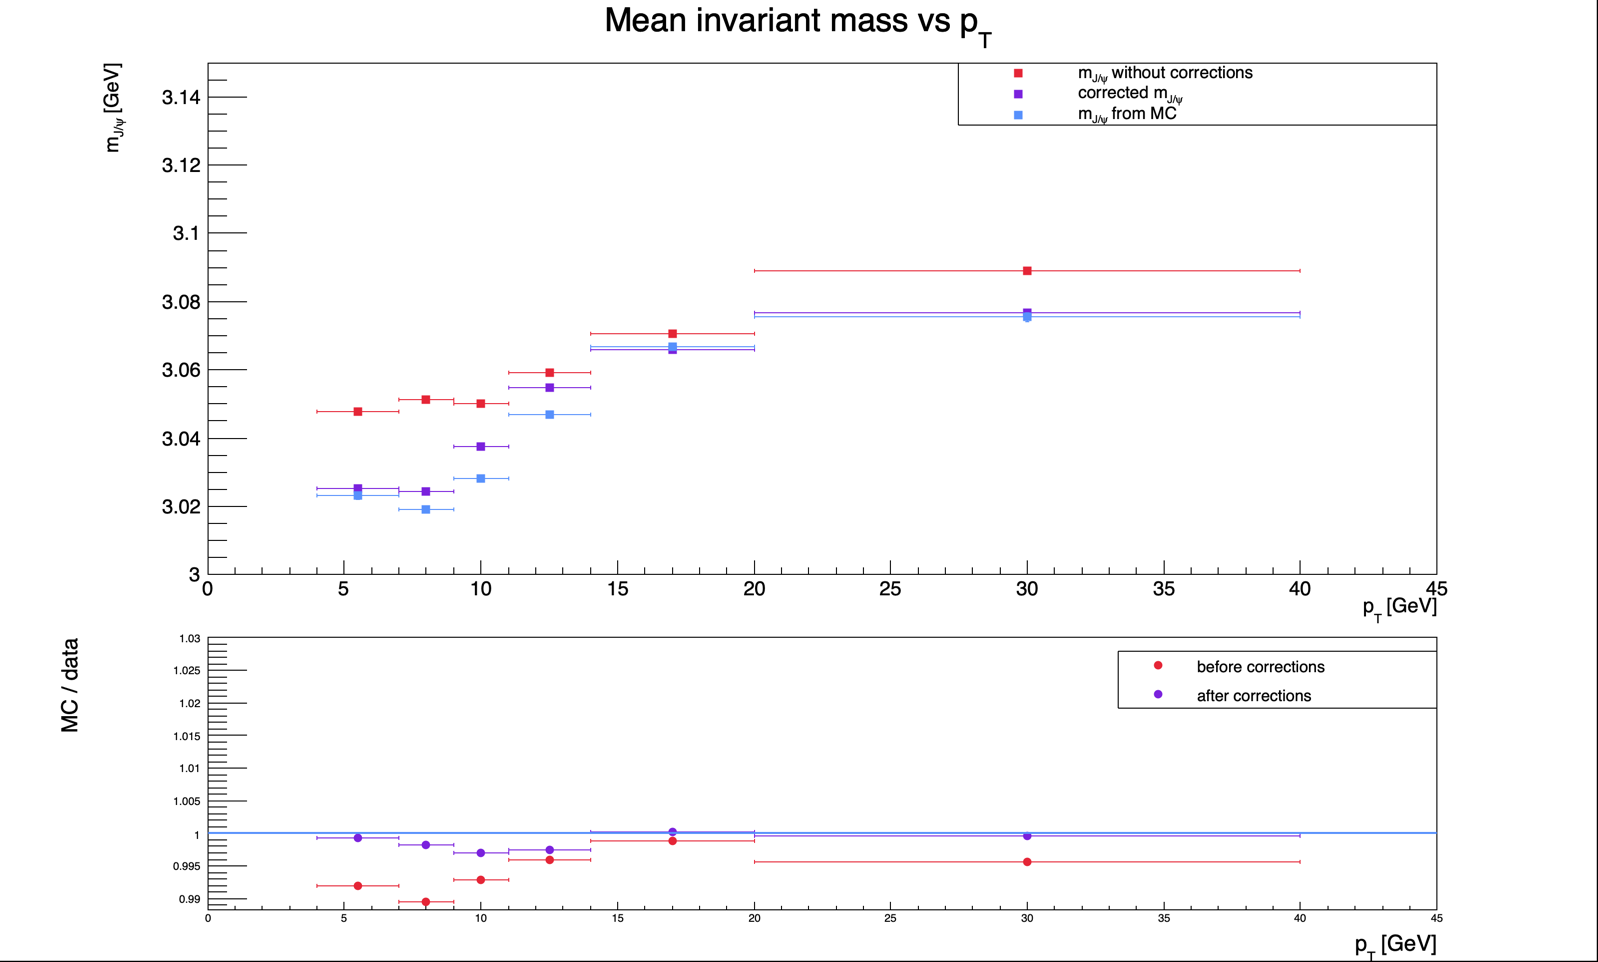 Mean invariant mass vs pT
mJ/ψ [GeV]
mJ/ψ without corrections
corrected mJ/ψ
mJ/ψ from MC
3.14
3.12
3.1
3.08
3.06
3.04
3.02
3
0 5 10 15 20 25 30 35 40 45
pT [GeV]
MC / data
before corrections
after corrections
1.03
1.025
1.02
1.015
1.01
1.005
1
0.995
0.99
0 5 10 15 20 25 30 35 40 45
pT [GeV]